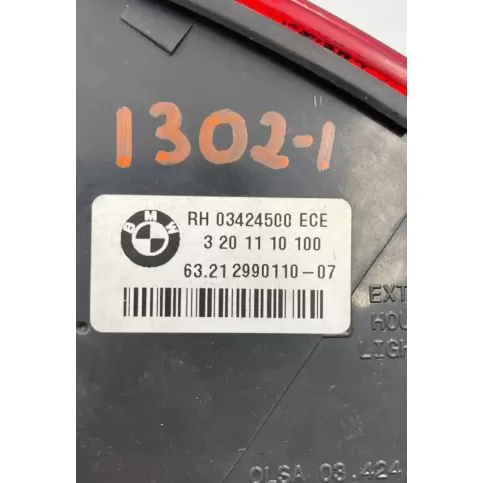 1302-1
BMW
RH 03424500 ECE
3 20 11 10 100
63.21 2990110-07
EXT
HOU
LIGH
OLSA 03.424